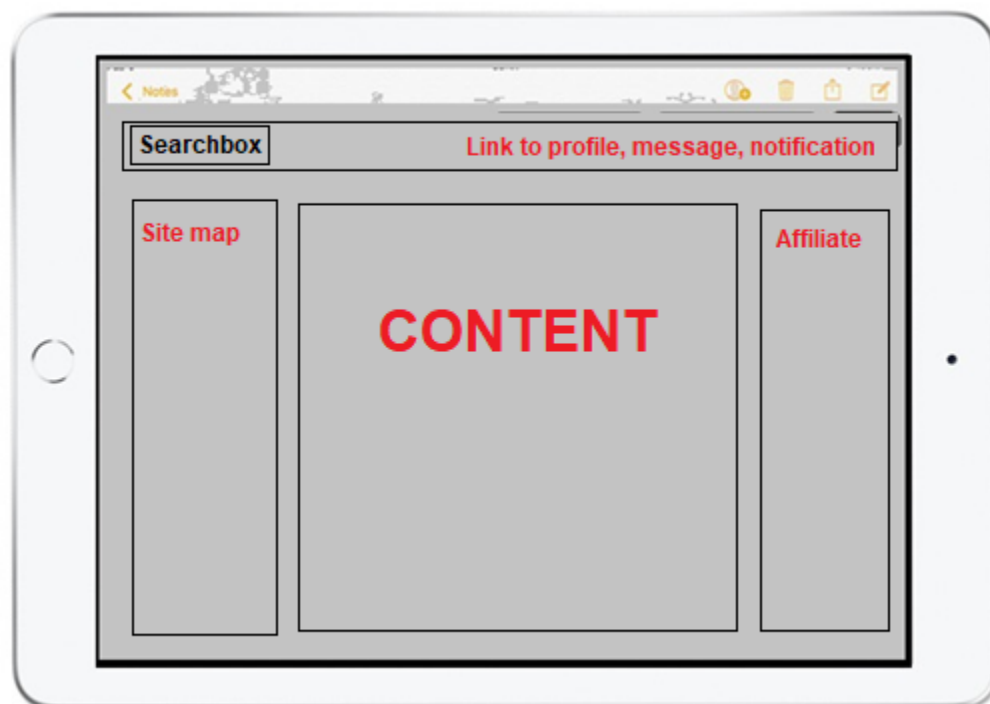 Notes
Searchbox
Link to profile, message, notification
Site map
CONTENT
Affiliate